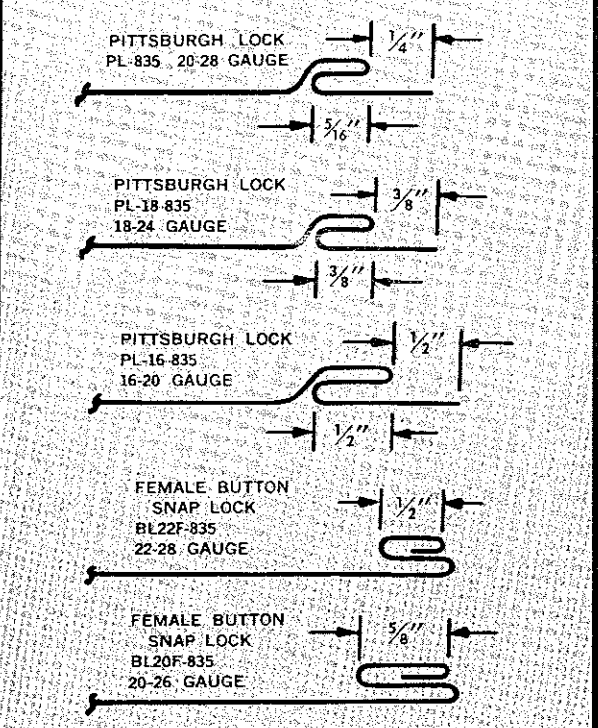 PITTSBURGH LOCK
PL-835 20-28 GAUGE
1/4"
5/16"
PITTSBURGH LOCK
PL-18-835
18-24 GAUGE
3/8"
3/8"
PITTSBURGH LOCK
PL-16-835
16-20 GAUGE
1/2"
1/2"
FEMALE BUTTON
SNAP LOCK
BL22F-835
22-28 GAUGE
1/2"
FEMALE BUTTON
SNAP LOCK
BL20F-835
20-26 GAUGE
5/8"